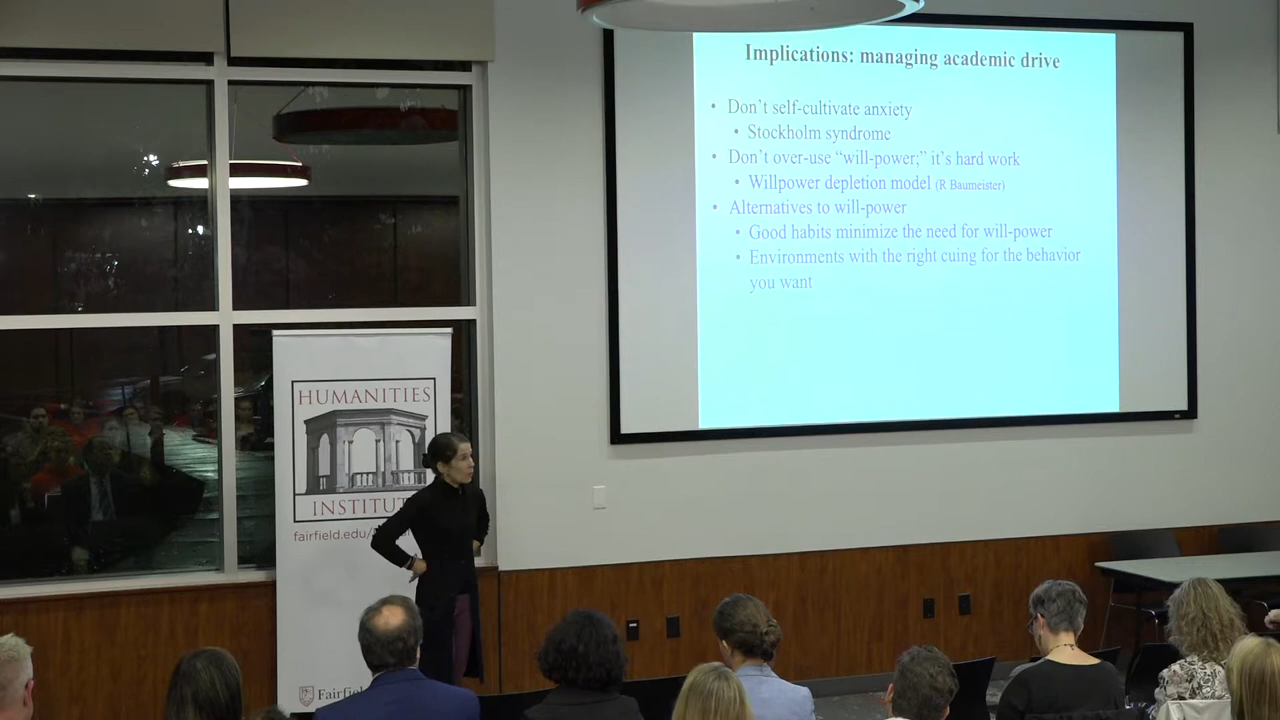 Implications: managing academic drive
• Don't self-cultivate anxiety
• Stockholm syndrome
• Don't over-use “will-power;” it's hard work
• Willpower depletion model (R Baumeister)
• Alternatives to will-power
• Good habits minimize the need for will-power
• Environments with the right cuing for the behavior
you want
HUMANITIES
INSTITUT
fairfield.edu/
Fairfiel